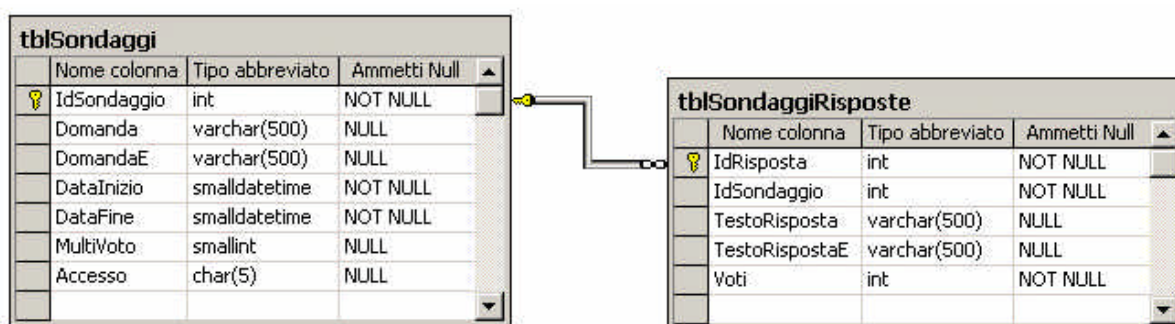 tblSondaggi
Nome colonna Tipo abbreviato Ammetti Null
IdSondaggio int NOT NULL
Domanda varchar(500) NULL
DomandaE varchar(500) NULL
DataInizio smalldatetime NOT NULL
DataFine smalldatetime NOT NULL
MultiVoto smallint NULL
Accesso char(5) NULL
tblSondaggiRisposte
Nome colonna Tipo abbreviato Ammetti Null
IdRisposta int NOT NULL
IdSondaggio int NOT NULL
TestoRisposta varchar(500) NULL
TestoRispostaE varchar(500) NULL
Voti int NOT NULL